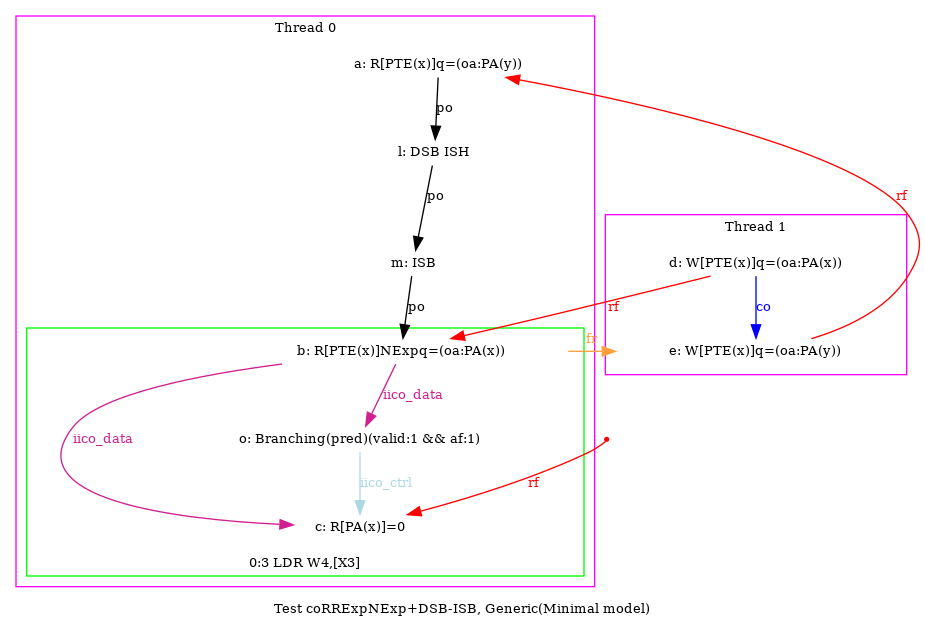 Thread 0
a: R[PTE(x)]q=(oa:PA(y))
po
l: DSB ISH
po
rf
Thread 1
m: ISB
d: W[PTE(x)]q=(oa:PA(x))
po
rf
co
b: R[PTE(x)]NExpq=(oa:PA(x))
fr
e: W[PTE(x)]q=(oa:PA(y))
iico_data
iico_data
o: Branching(pred)(valid:1 && af:1)
iico_ctrl
rf
c: R[PA(x)]=0
0:3 LDR W4,[X3]
Test coRRExpNExp+DSB-ISB, Generic(Minimal model)